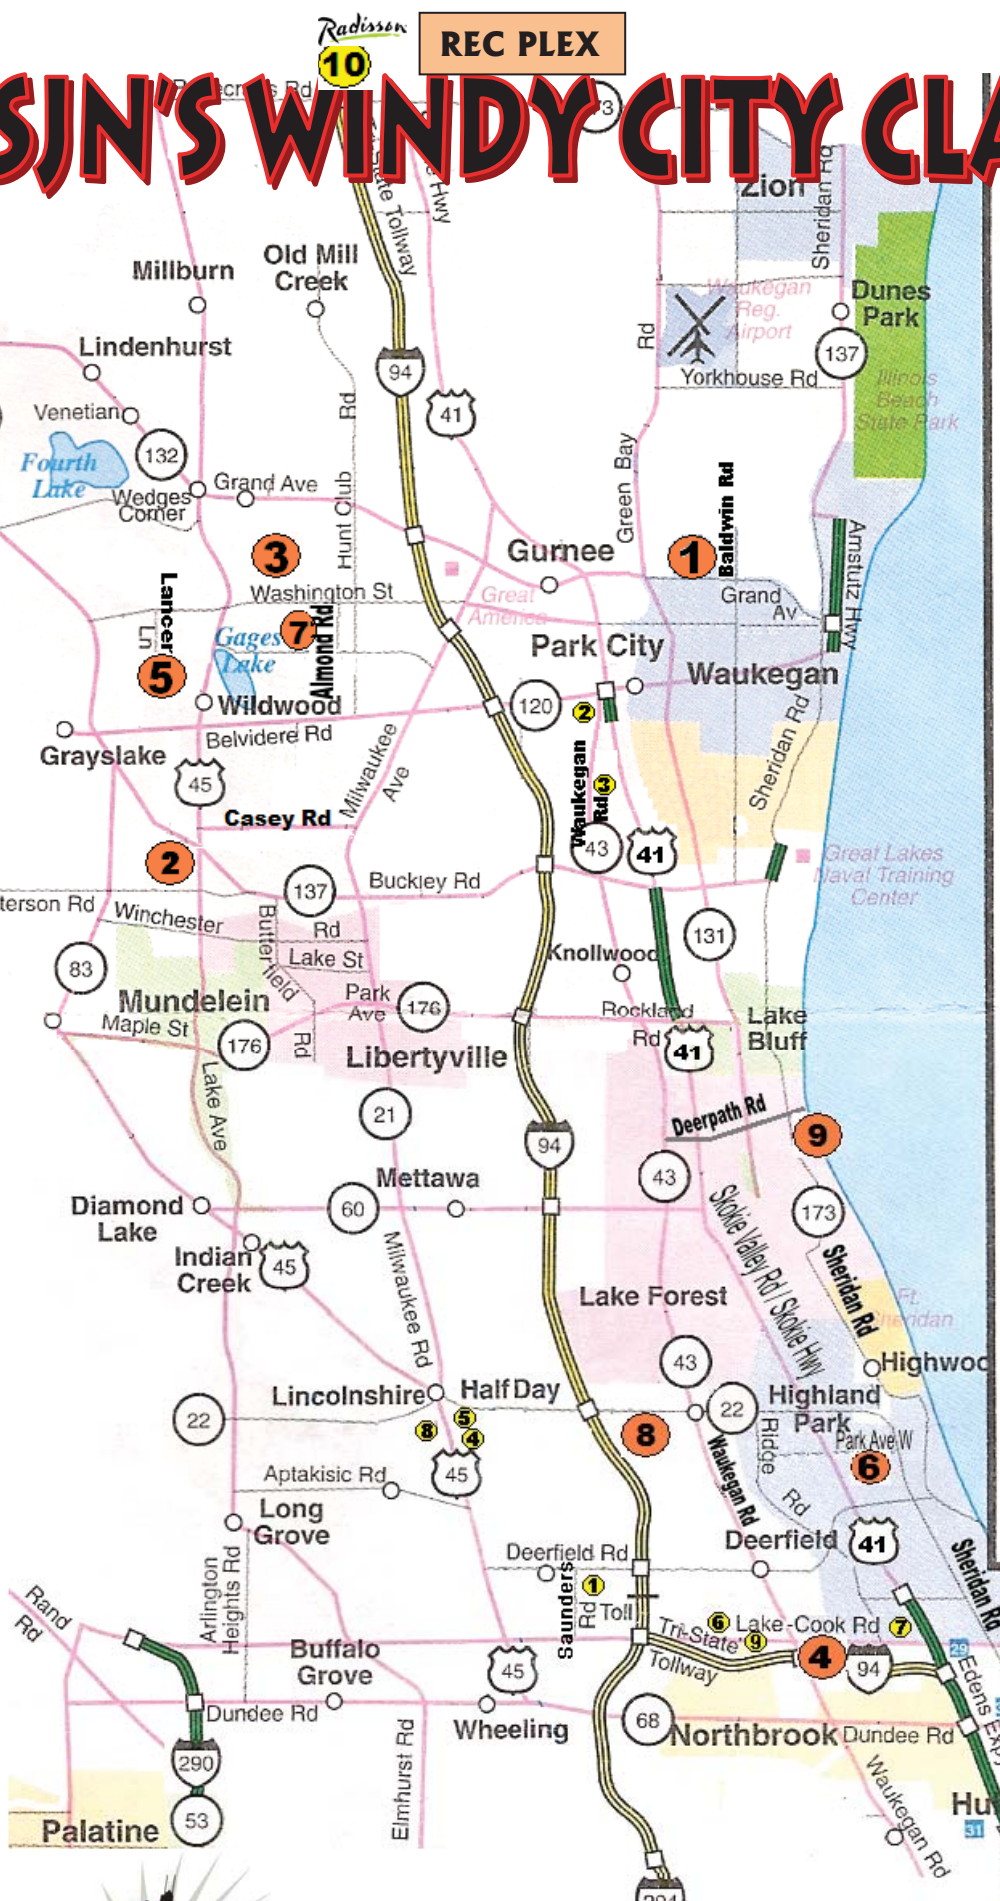 Radisson
10
REC PLEX
SJN'S WINDY CITY CLA
Zion
Sheridan Rd
Tollway
Hwy
Old Mill
Creek
Millburn
Waukegan
Reg.
Airport
Dunes
Park
137
Lindenhurst
94
Rd
Yorkhouse Rd
Illinois
Beach
State Park
41
Venetian
Rd
132
Fourth
Lake
Grand Ave
Wedges
Corner
Hunt Club
Green Bay
Baldwin Rd
3
Gurnee
1
Amstutz Hwy
Washington St
Great
America
Grand
Av
Lancer
Ln
Gages
Lake
7
Almond Rd
Park City
5
Waukegan
Wildwood
120
2
Grayslake
Belvidere Rd
Sheridan Rd
Milwaukee
Ave
45
Waukegan
Rd
3
Casey Rd
43
41
2
Great Lakes
Naval Training
Center
137
Buckley Rd
terson Rd
Winchester
Rd
Butterfield
Rd
131
Lake St
Knollwood
83
Mundelein
Park
Ave
176
Rockland
Rd
Lake
Bluff
Maple St
176
Libertyville
41
Lake Ave
21
Deerpath Rd
94
9
Mettawa
43
Diamond
Lake
60
173
Skokie Valley Rd / Skokie Hwy
Indian
Creek
45
Milwaukee Rd
Sheridan Rd
Lake Forest
Ft.
Sheridan
43
Highwoo
Lincolnshire
Half Day
22
22
Highland
Park
8
5
4
8
Park Ave W
45
Ridge
Rd
6
Waukegan Rd
Aptakisic Rd
Long
Grove
Deerfield
41
Deerfield Rd
Sheridan Rd
Arlington
Heights Rd
Saunders
Rd
1
Toll
Rand
Rd
6
Lake-Cook Rd
7
Tri-State
9
Tollway
4
94
29
Buffalo
Grove
45
Edens Exp
Dundee Rd
Wheeling
68
Northbrook
Dundee Rd
290
Elmhurst Rd
Waukegan Rd
53
Palatine
Hu
31
294